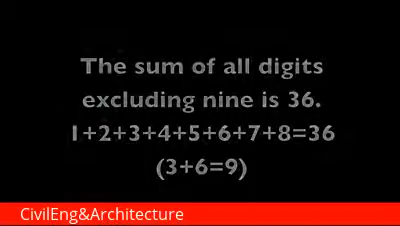 The sum of all digits
excluding nine is 36.
1+2+3+4+5+6+7+8=36
(3+6=9)
CivilEng&Architecture